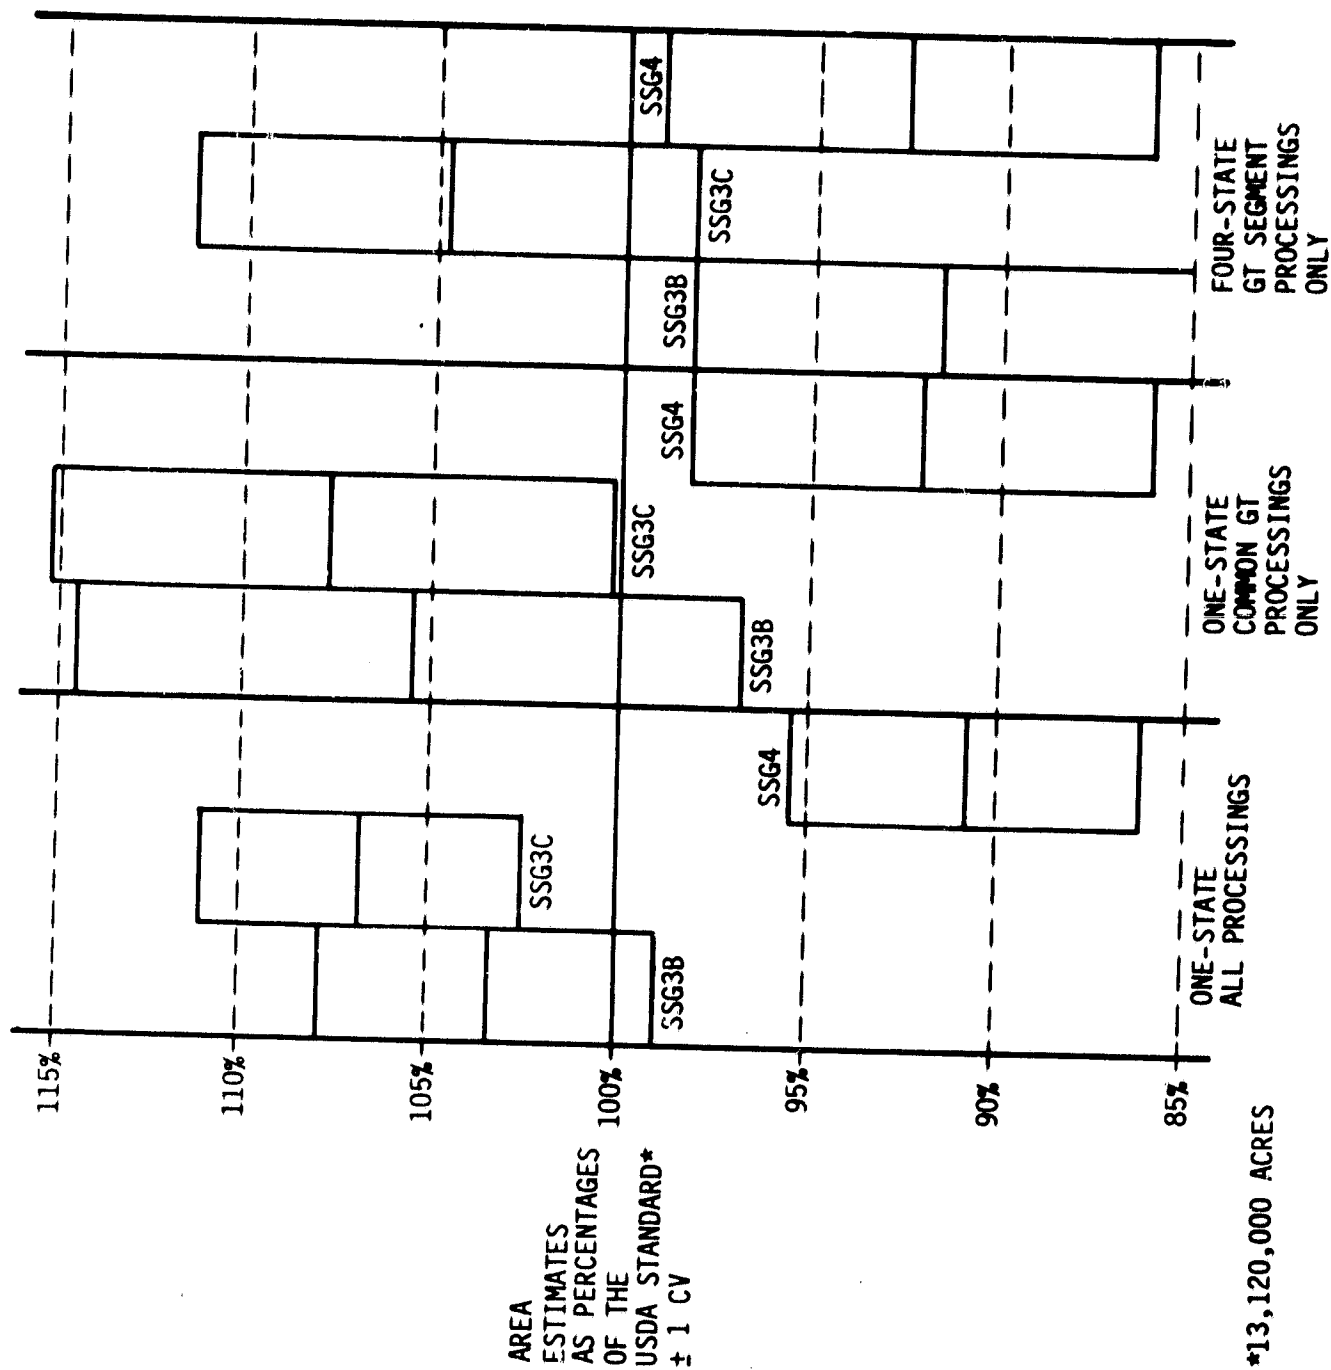 AREA
ESTIMATES
AS PERCENTAGES
OF THE
USDA STANDARD*
± 1 CV
115%
110%
105%
100%
95%
90%
85%
SSG3B
SSG3C
SSG4
SSG3B
SSG3C
SSG4
SSG3B
SSG3C
SSG4
ONE-STATE
ALL PROCESSINGS
ONE-STATE
COMMON GT
PROCESSINGS
ONLY
FOUR-STATE
GT SEGMENT
PROCESSINGS
ONLY
*13,120,000 ACRES